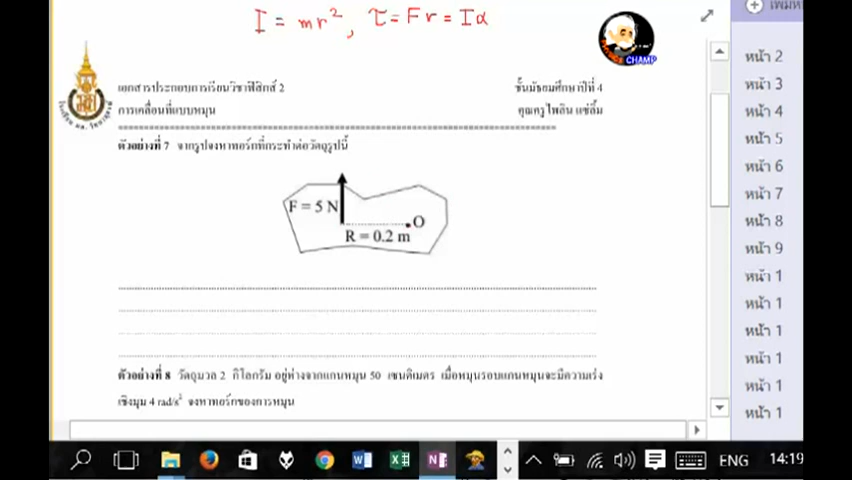 I = mr², τ = Fr = Iα
PHYSICS CHAMP
เอกสารประกอบการเรียนวิชาฟิสิกส์ 2
ชั้นมัธยมศึกษาปีที่ 4
การเคลื่อนที่แบบหมุน
คุณครูไพลิน แซ่ลิ้ม
ตัวอย่างที่ 7 จากรูปจงหาทอร์กที่กระทำต่อวัตถุรูปนี้
F = 5 N
O
R = 0.2 m
ตัวอย่างที่ 8 วัตถุมวล 2 กิโลกรัม อยู่ห่างจากแกนหมุน 50 เซนติเมตร เมื่อหมุนรอบแกนหมุนจะมีความเร่ง
เชิงมุม 4 rad/s² จงหาทอร์กของการหมุน
เพิ่มห
หน้า 2
หน้า 3
หน้า 4
หน้า 5
หน้า 6
หน้า 7
หน้า 8
หน้า 9
หน้า 1
หน้า 1
หน้า 1
หน้า 1
หน้า 1
หน้า 1
ENG
14:19